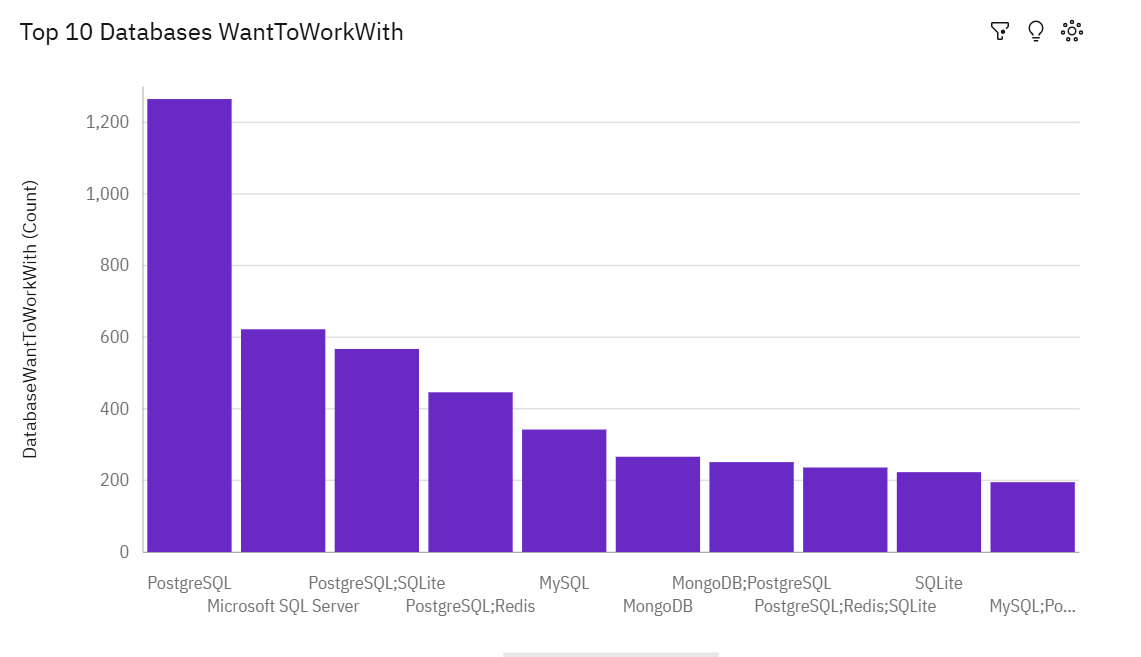 Top 10 Databases WantToWorkWith
DatabaseWantToWorkWith (Count)
1,200
1,000
800
600
400
200
0
PostgreSQL
Microsoft SQL Server
PostgreSQL;SQLite
PostgreSQL;Redis
MySQL
MongoDB
MongoDB;PostgreSQL
PostgreSQL;Redis;SQLite
SQLite
MySQL;Po...